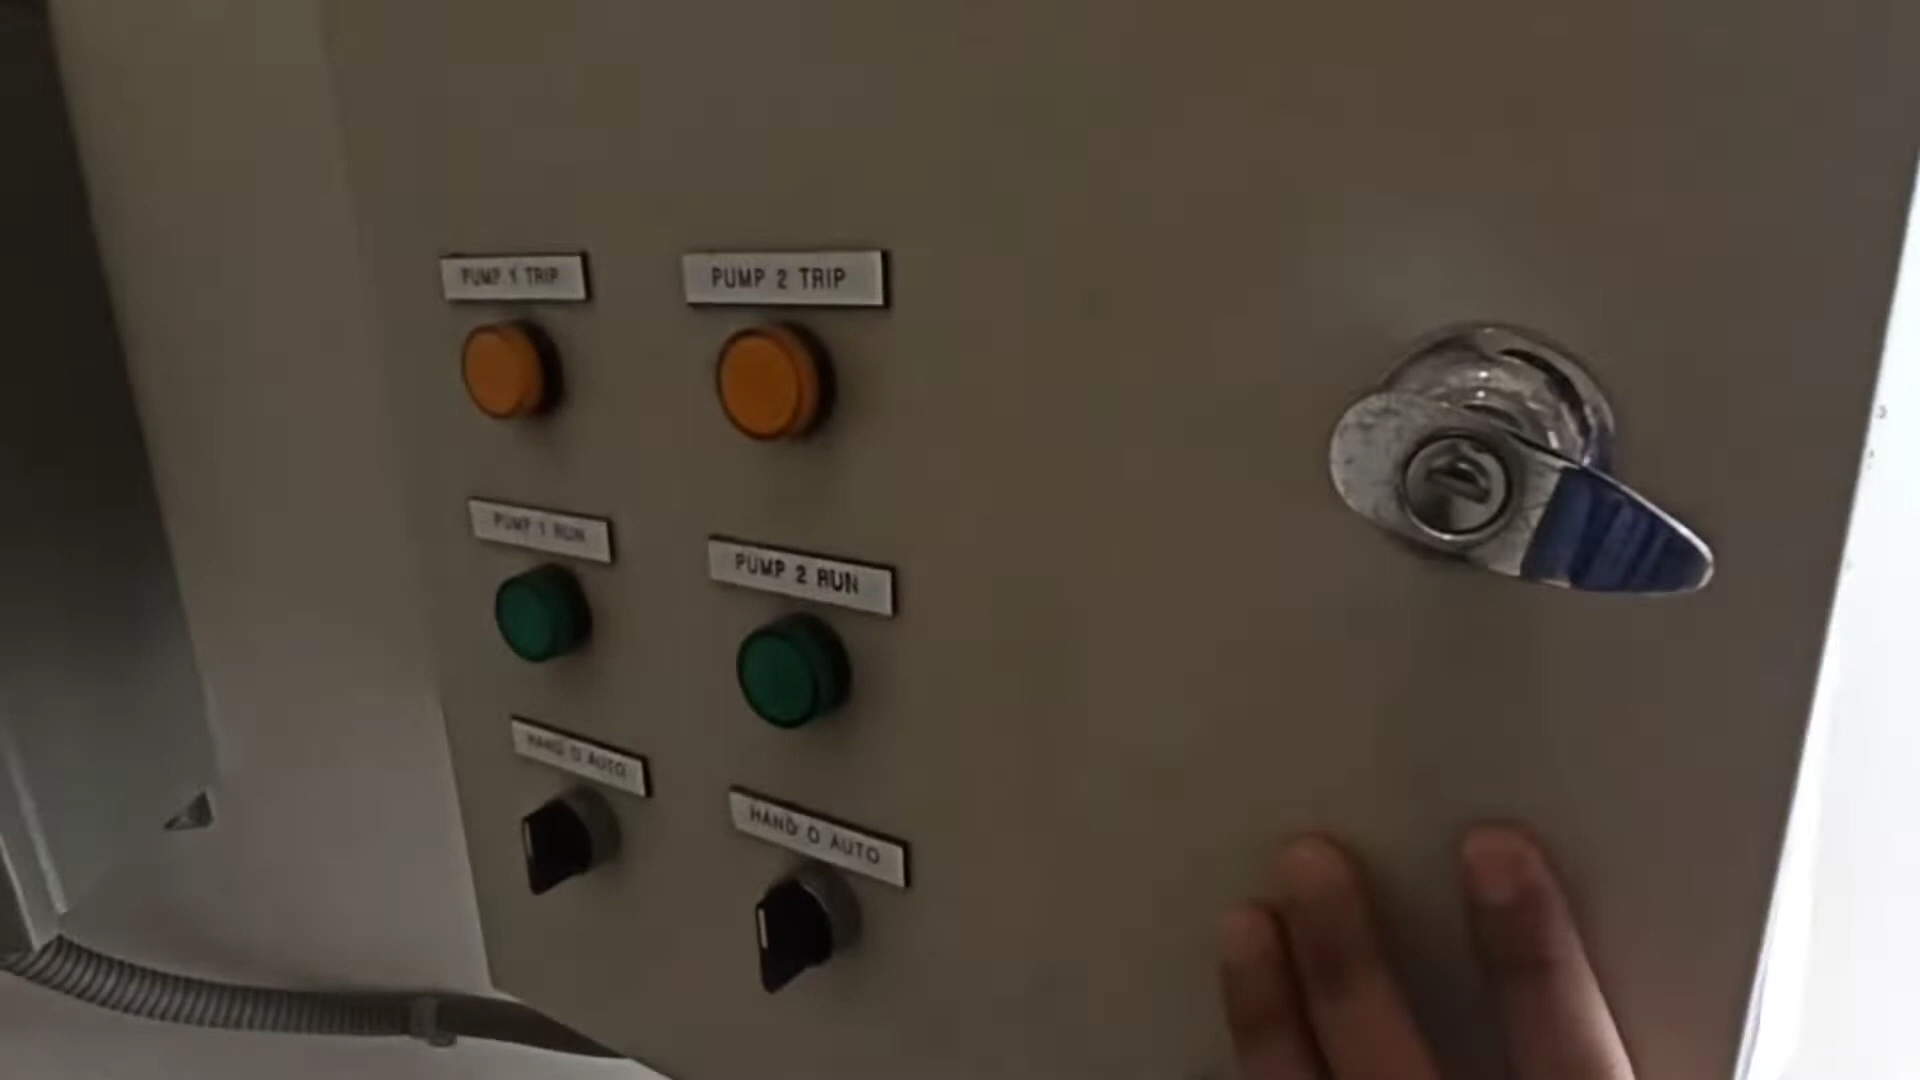 PUMP 1 TRIP
PUMP 2 TRIP
PUMP 1 RUN
PUMP 2 RUN
HAND O AUTO
HAND O AUTO